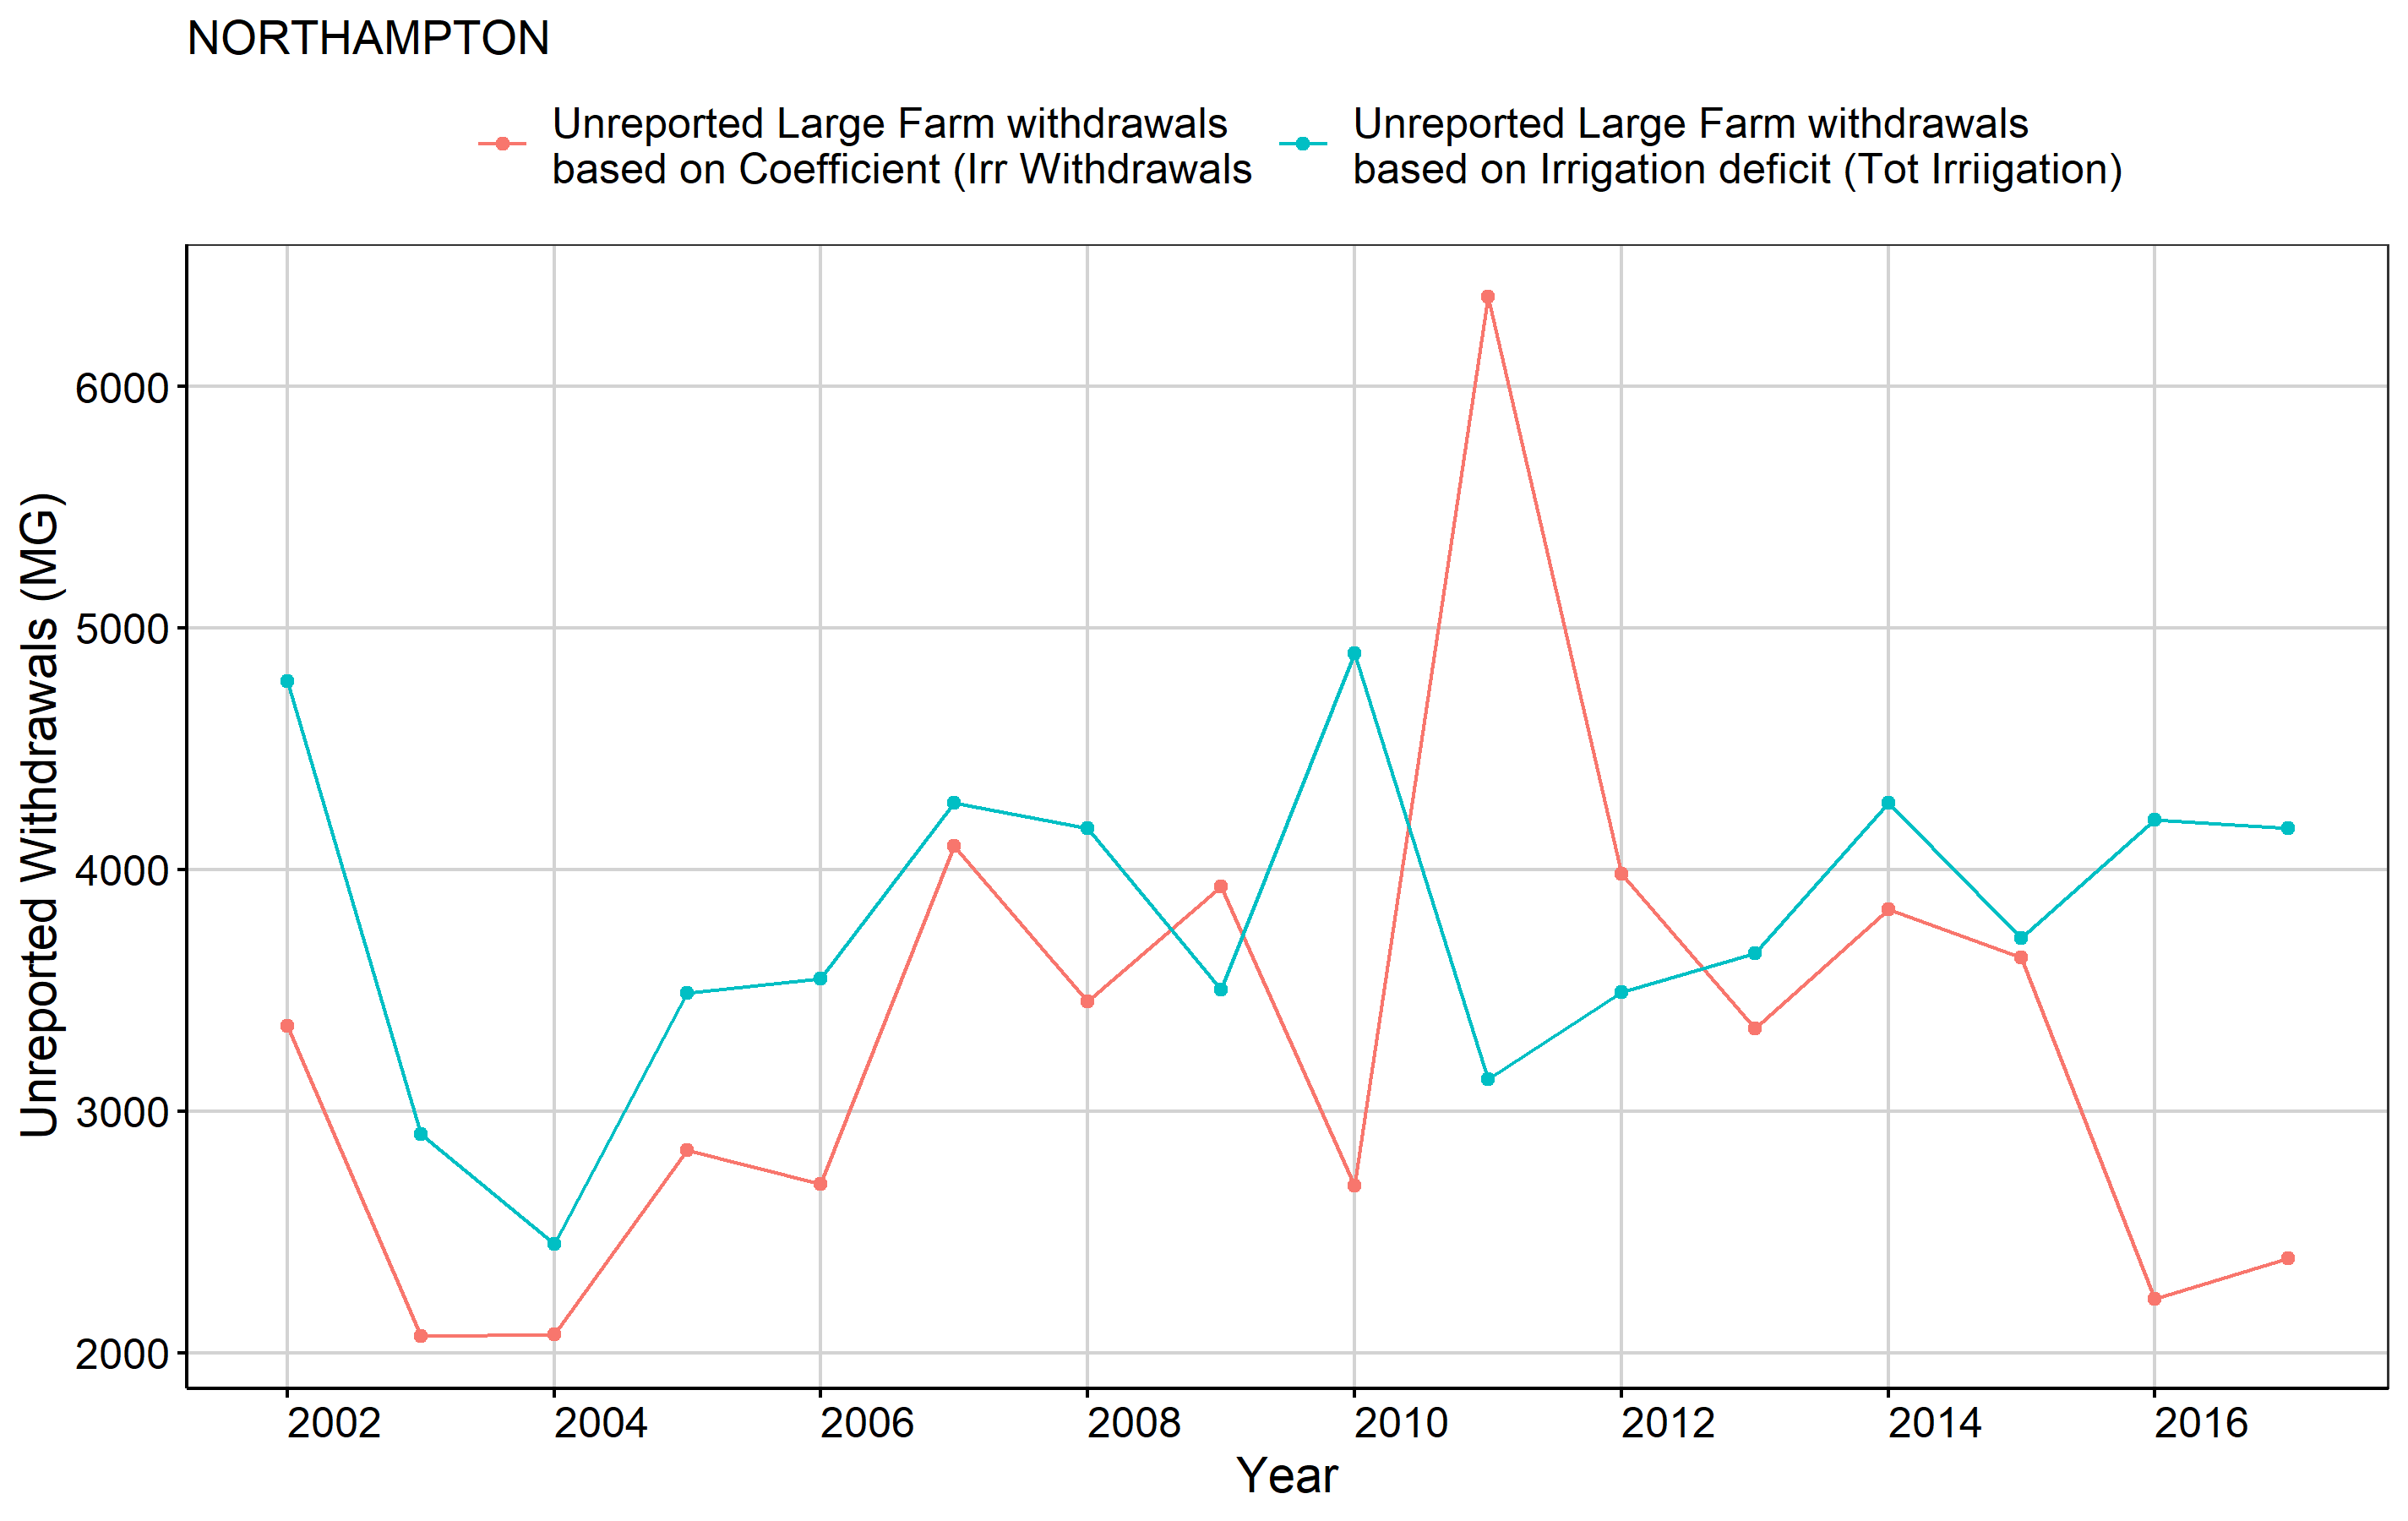 NORTHAMPTON
Unreported Large Farm withdrawals
based on Coefficient (Irr Withdrawals
Unreported Large Farm withdrawals
based on Irrigation deficit (Tot Irriigation)
Unreported Withdrawals (MG)
6000
5000
4000
3000
2000
2002 2004 2006 2008 2010 2012 2014 2016
Year